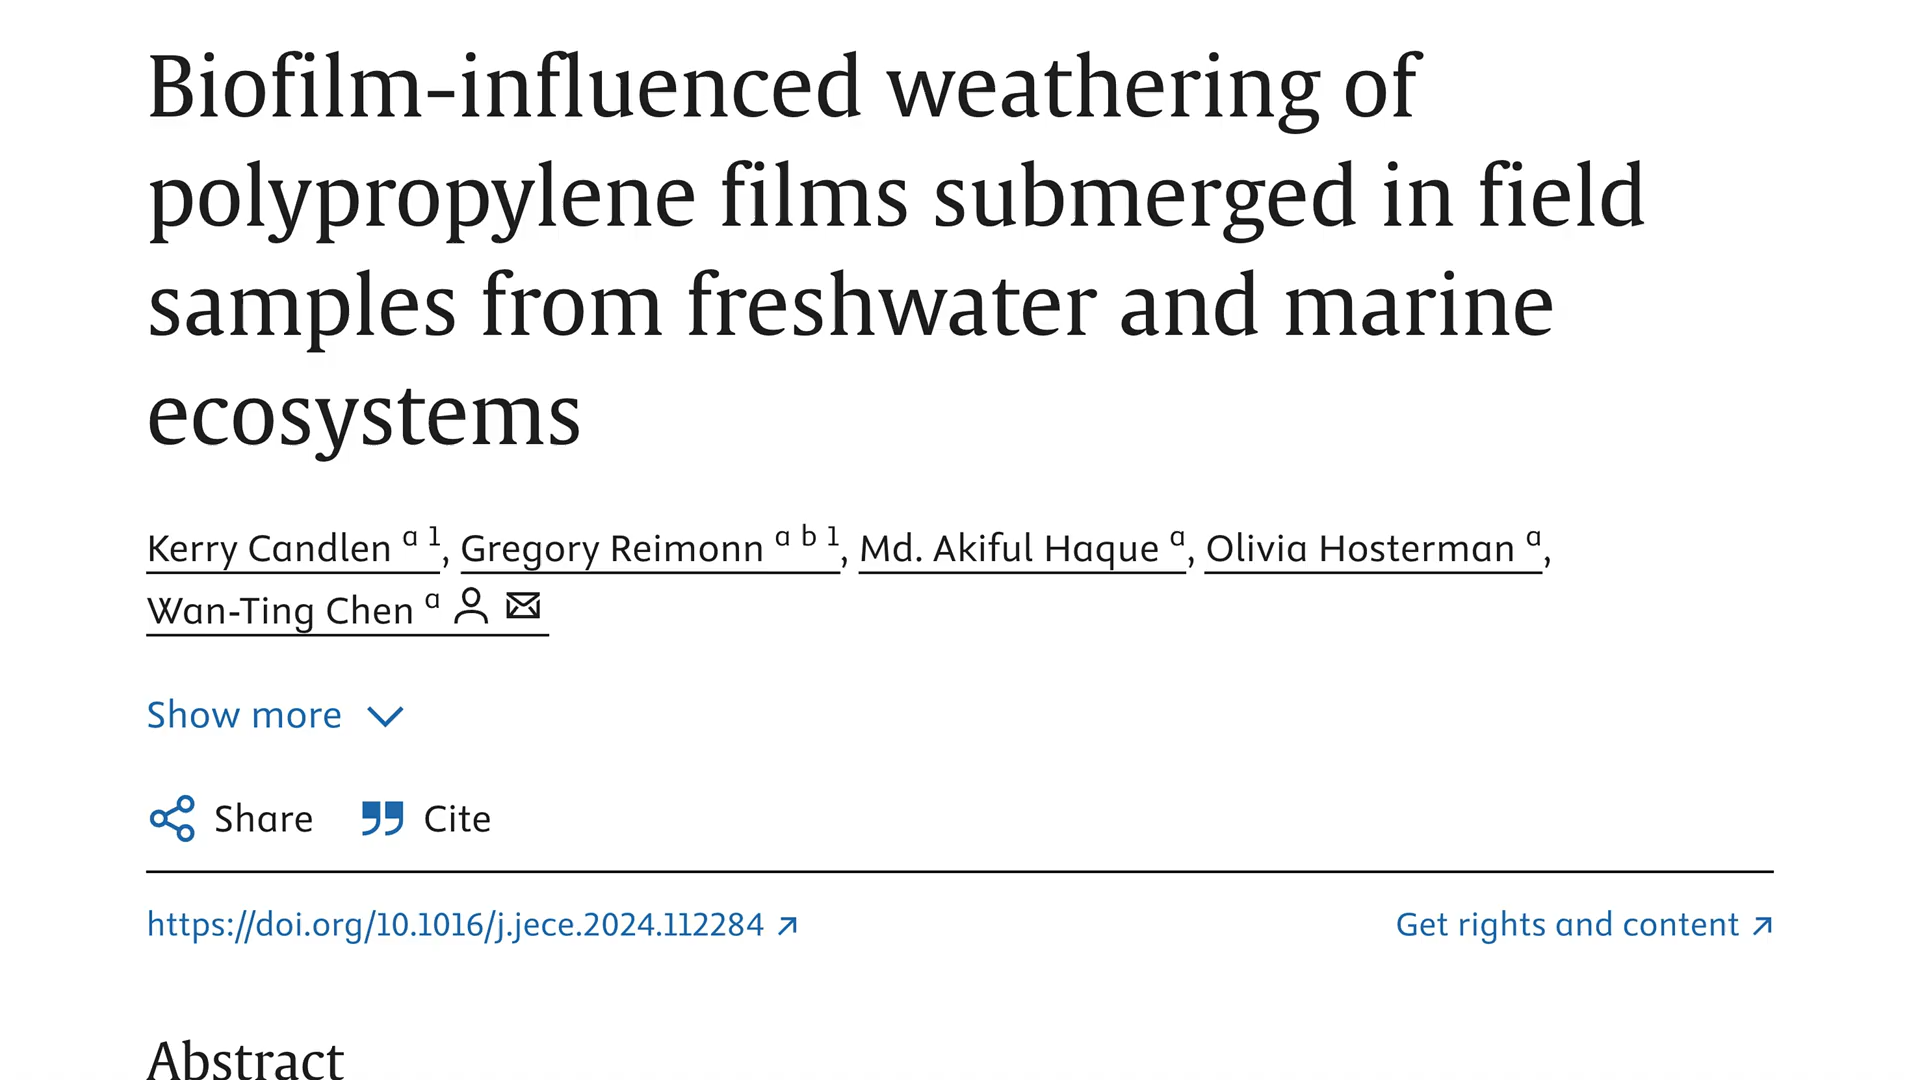 Biofilm-influenced weathering of
polypropylene films submerged in field
samples from freshwater and marine
ecosystems
Kerry Candlen a 1, Gregory Reimonn a b 1, Md. Akiful Haque a, Olivia Hosterman a,
Wan-Ting Chen a
Show more
Share Cite
https://doi.org/10.1016/j.jece.2024.112284 Get rights and content
Abstract